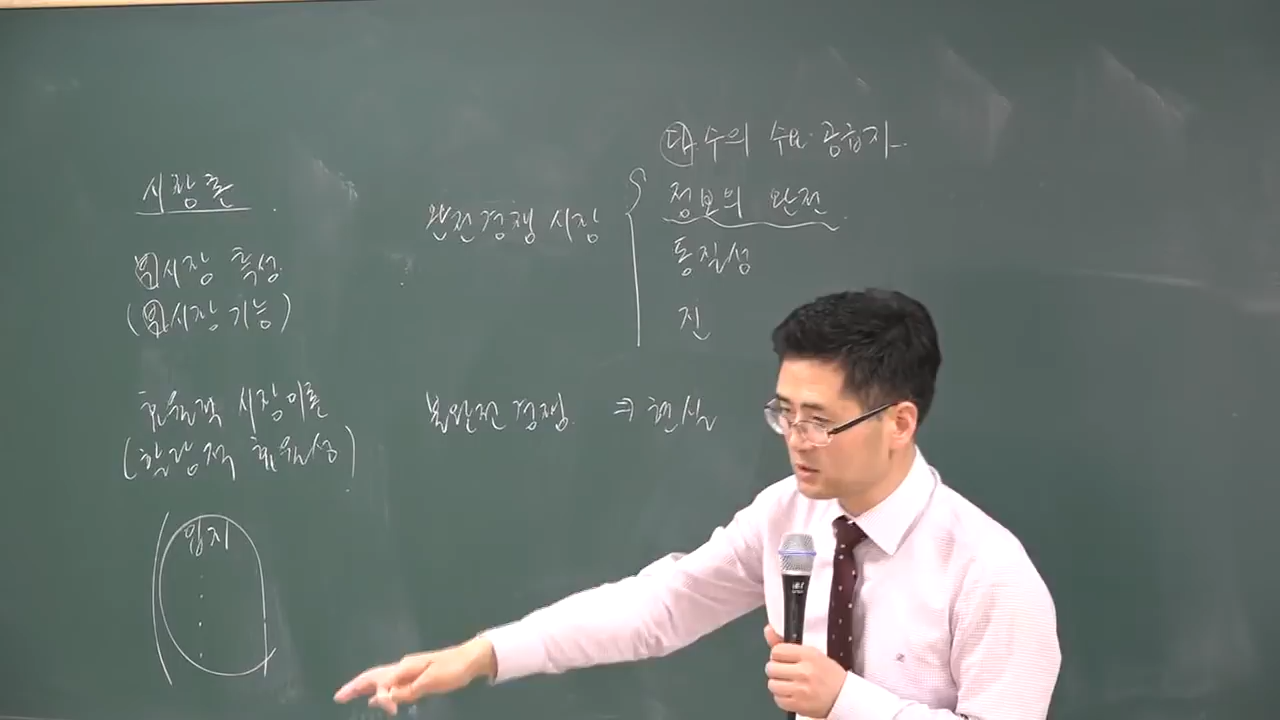 시장론
부시장 특성
(부시장 기능)
효율적 시장이론
(할당적 효율성)
입지
완전경쟁 시장
다수의 수요·공급자
정보의 완전
동질성
진
불완전경쟁 ⇒ 현실